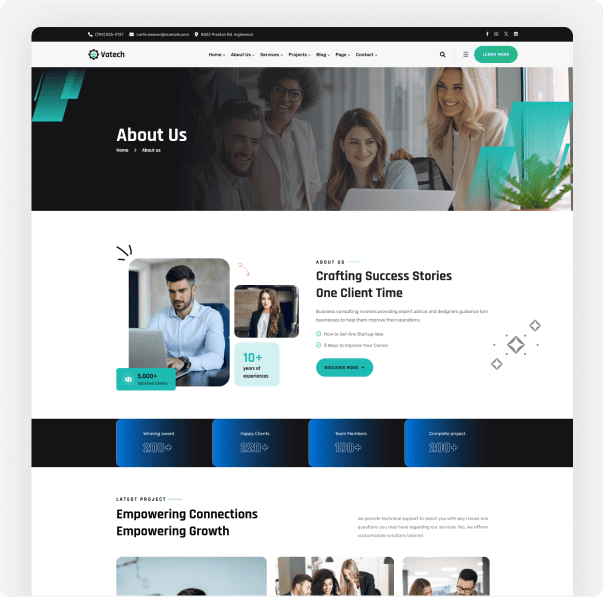 (704) 555-0127 curtis.weaver@example.com 8502 Preston Rd. Inglewood
Vatech
Home About Us Services Projects Blog Page Contact
LEARN MORE
About Us
Home > About us
ABOUT US
Crafting Success Stories
One Client Time
Business consulting involves providing expert advice and designers guidance fam
businesses to help them improve their operations
How to Get Any Startup Idea
3 Ways to Improve Your Conver
DISCOVER MORE
10+
years of
experiences
5,000+
Satisfied Clients
Winning award
200+
Happy Clients
220+
Team Members
100+
Complete project
200+
LATEST PROJECT
Empowering Connections
Empowering Growth
we provide technical support to assist you with any issues and
questions you may have regarding our services Yes, we offerm
customizable solutions tailored